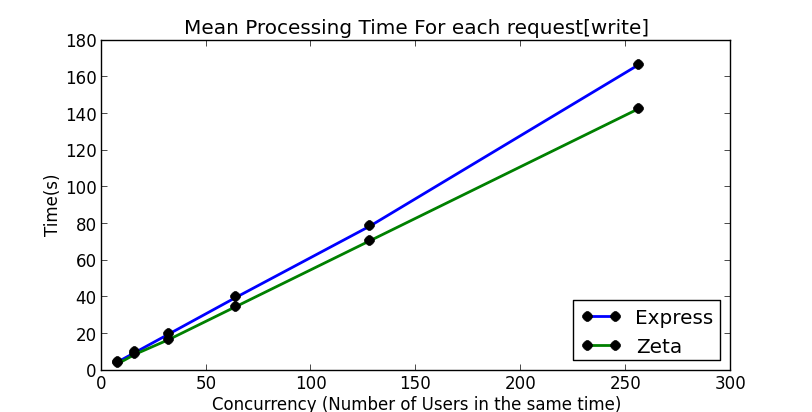 Mean Processing Time For each request[write]
180
160
140
120
100
80
60
40
20
0
Time(s)
Express
Zeta
0 50 100 150 200 250 300
Concurrency (Number of Users in the same time)